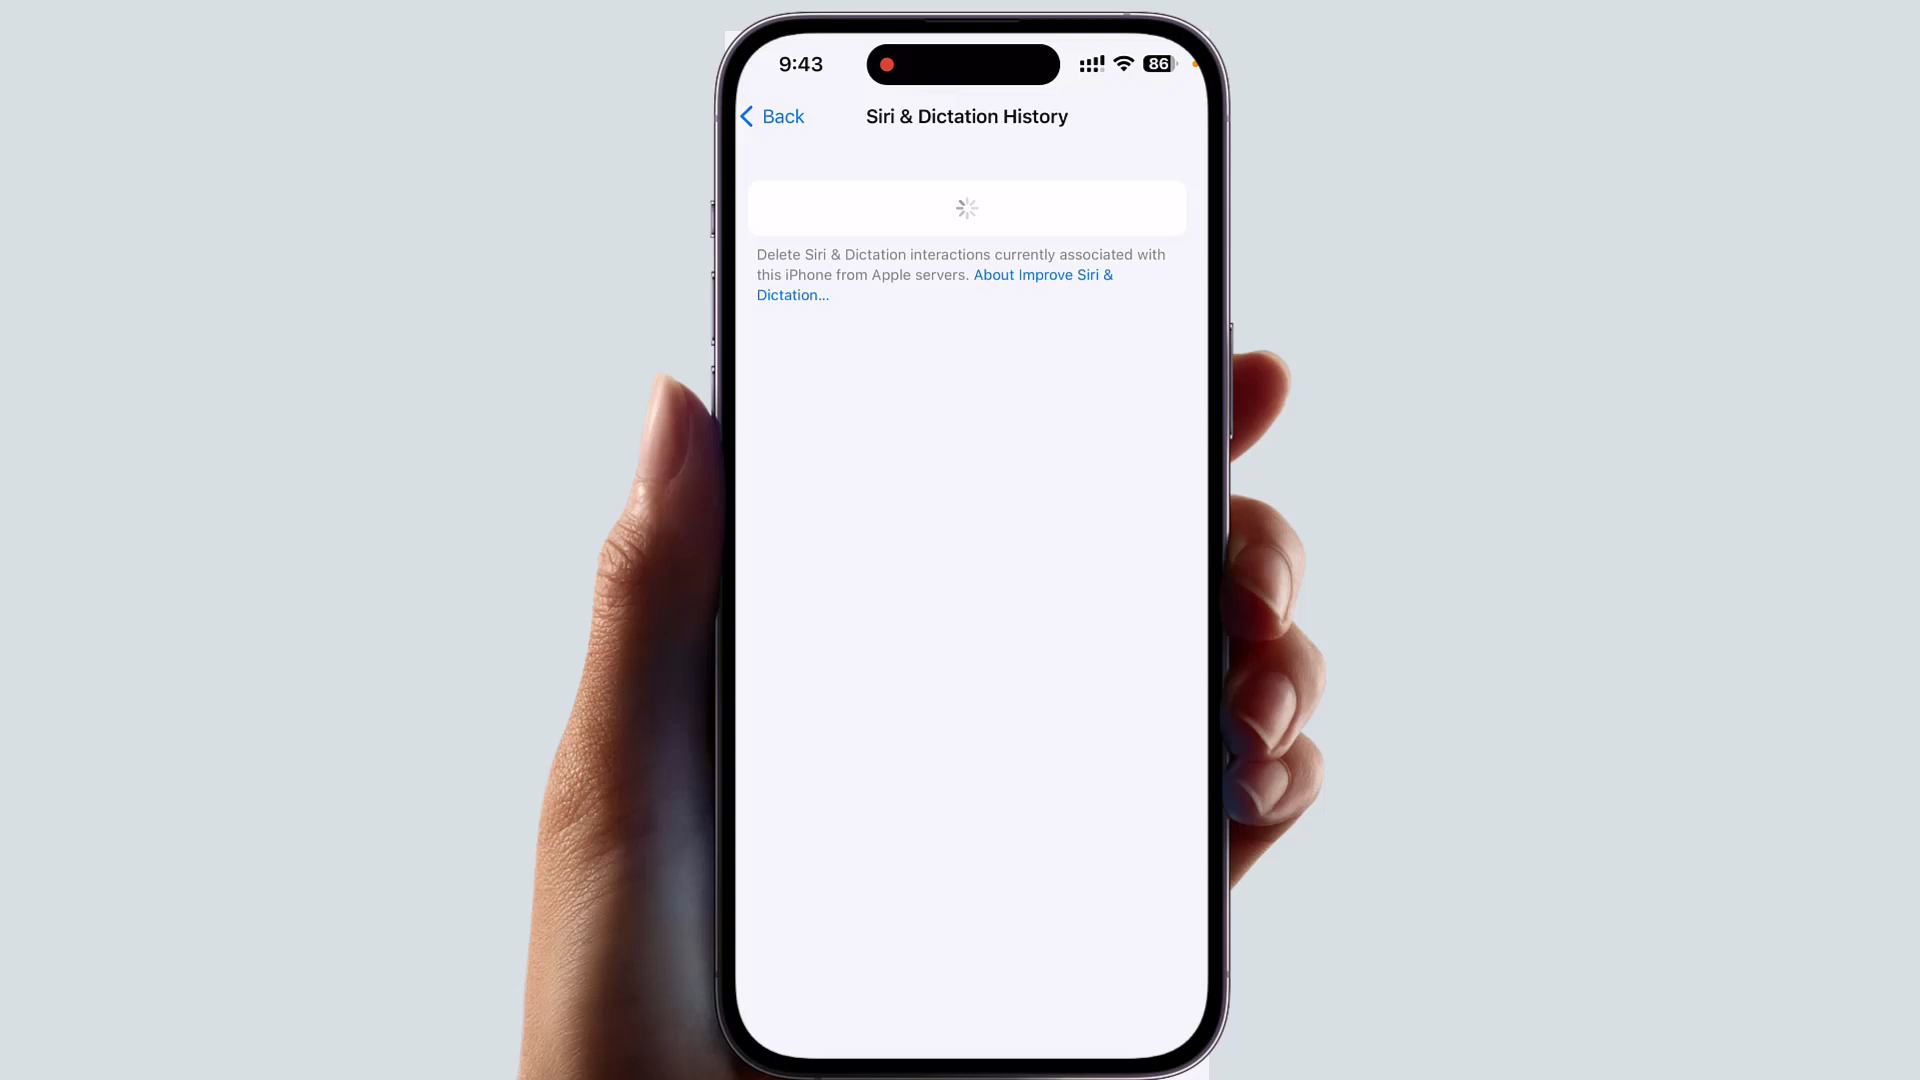 9:43
86
Back
Siri & Dictation History
Delete Siri & Dictation interactions currently associated with
this iPhone from Apple servers. About Improve Siri &
Dictation...